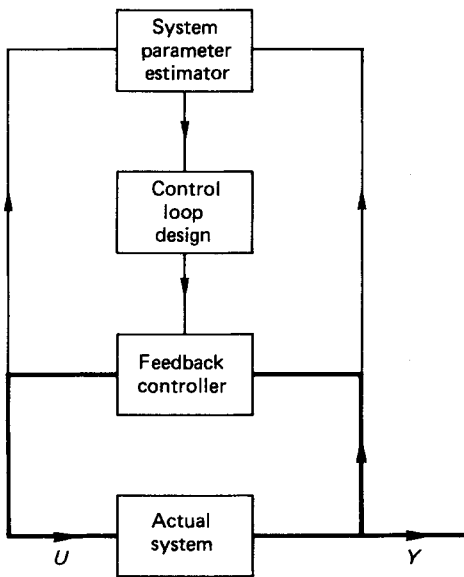 System
parameter
estimator
Control
loop
design
Feedback
controller
Actual
system
U
Y